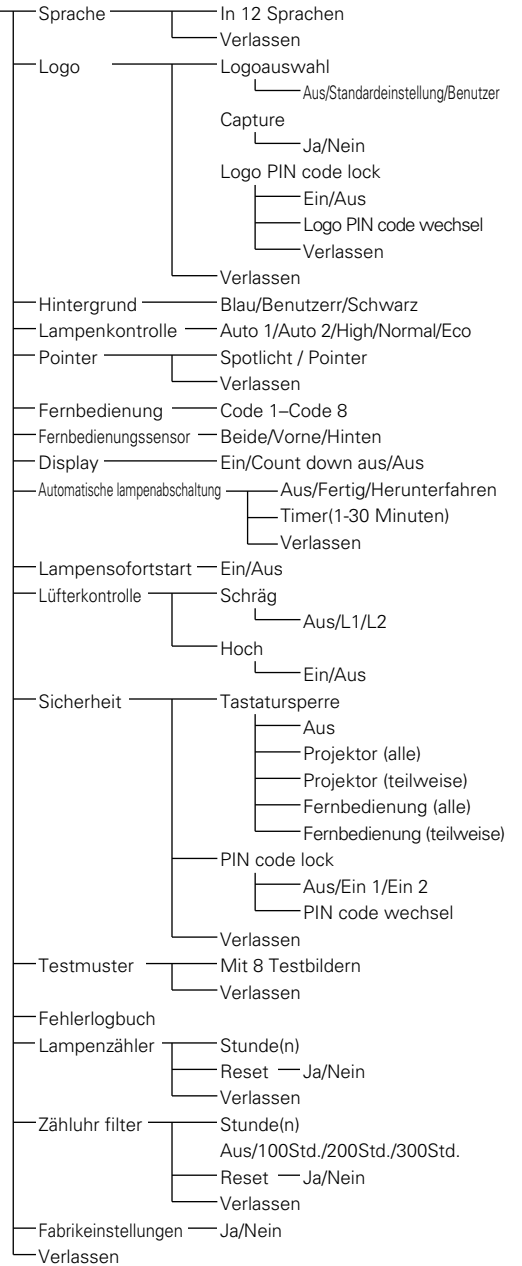 Sprache In 12 Sprachen
Verlassen
Logo Logoauswahl
Aus/Standardeinstellung/Benutzer
Capture
Ja/Nein
Logo PIN code lock
Ein/Aus
Logo PIN code wechsel
Verlassen
Verlassen
Hintergrund Blau/Benutzerr/Schwarz
Lampenkontrolle Auto 1/Auto 2/High/Normal/Eco
Pointer Spotlicht / Pointer
Verlassen
Fernbedienung Code 1–Code 8
Fernbedienungssensor Beide/Vorne/Hinten
Display Ein/Count down aus/Aus
Automatische lampenabschaltung Aus/Fertig/Herunterfahren
Timer(1-30 Minuten)
Verlassen
Lampensofortstart Ein/Aus
Lüfterkontrolle Schräg
Aus/L1/L2
Hoch
Ein/Aus
Sicherheit Tastatursperre
Aus
Projektor (alle)
Projektor (teilweise)
Fernbedienung (alle)
Fernbedienung (teilweise)
PIN code lock
Aus/Ein 1/Ein 2
PIN code wechsel
Verlassen
Testmuster Mit 8 Testbildern
Verlassen
Fehlerlogbuch
Lampenzähler Stunde(n)
Reset Ja/Nein
Verlassen
Zähluhr filter Stunde(n)
Aus/100Std./200Std./300Std.
Reset Ja/Nein
Verlassen
Fabrikeinstellungen Ja/Nein
Verlassen